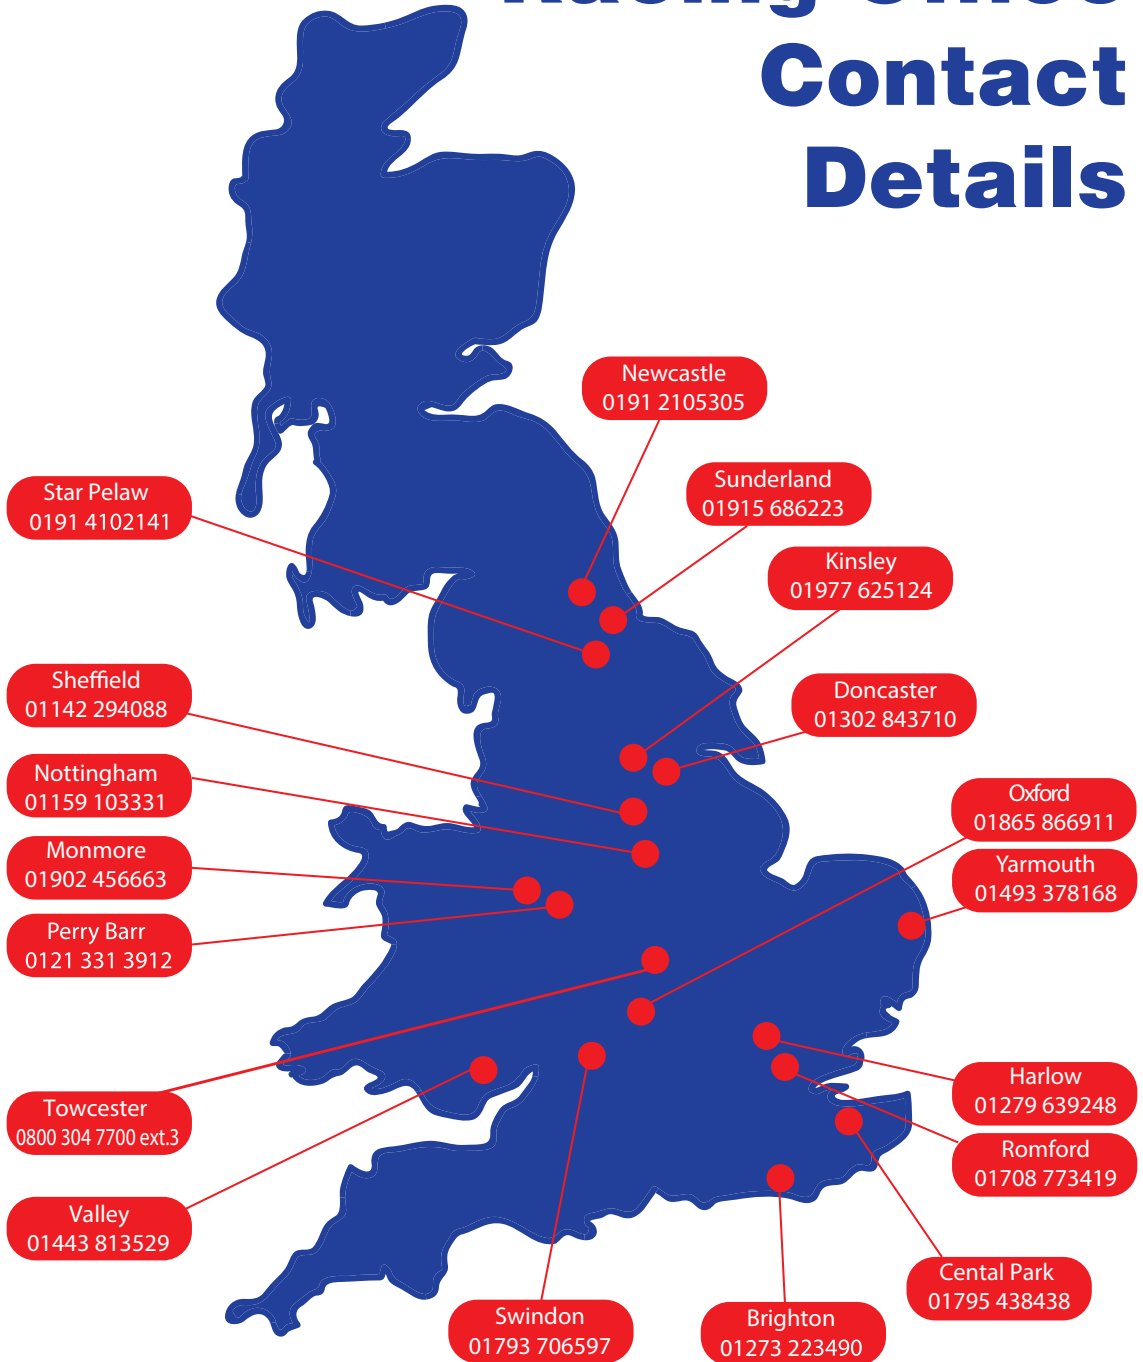 Racing Office
Contact
Details
Newcastle
0191 2105305
Star Pelaw
0191 4102141
Sunderland
01915 686223
Kinsley
01977 625124
Sheffield
01142 294088
Doncaster
01302 843710
Nottingham
01159 103331
Oxford
01865 866911
Monmore
01902 456663
Yarmouth
01493 378168
Perry Barr
0121 331 3912
Harlow
01279 639248
Towcester
0800 304 7700 ext.3
Romford
01708 773419
Valley
01443 813529
Cental Park
01795 438438
Swindon
01793 706597
Brighton
01273 223490